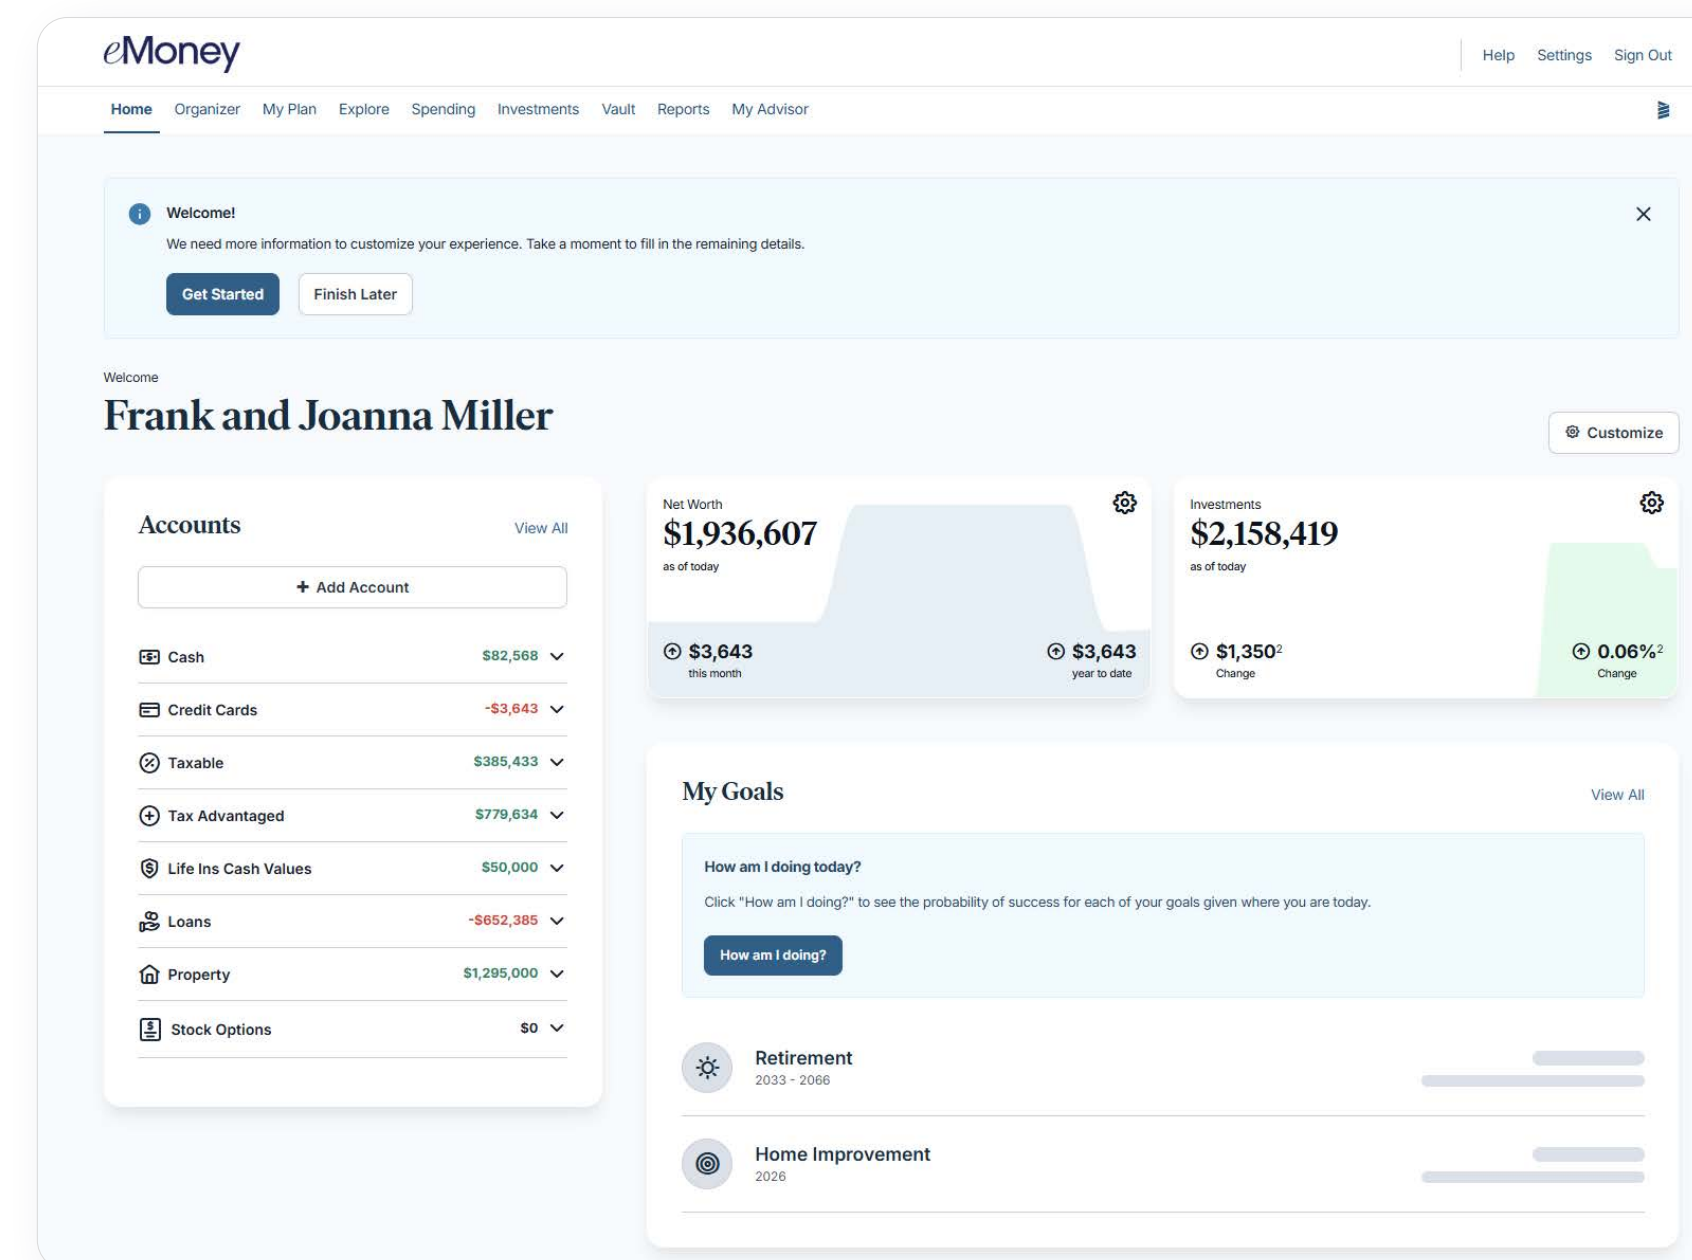 eMoney
Help Settings Sign Out
Home Organizer My Plan Explore Spending Investments Vault Reports My Advisor
Welcome!
We need more information to customize your experience. Take a moment to fill in the remaining details.
Get Started Finish Later
Welcome
Frank and Joanna Miller
Customize
Accounts View All
+ Add Account
Cash $82,568
Credit Cards -$3,643
Taxable $385,433
Tax Advantaged $779,634
Life Ins Cash Values $50,000
Loans -$652,385
Property $1,295,000
Stock Options $0
Net Worth
$1,936,607
as of today
$3,643 $3,643
this month year to date
Investments
$2,158,419
as of today
$1,350² 0.06%²
Change Change
My Goals View All
How am I doing today?
Click "How am I doing?" to see the probability of success for each of your goals given where you are today.
How am I doing?
Retirement
2033 - 2066
Home Improvement
2026